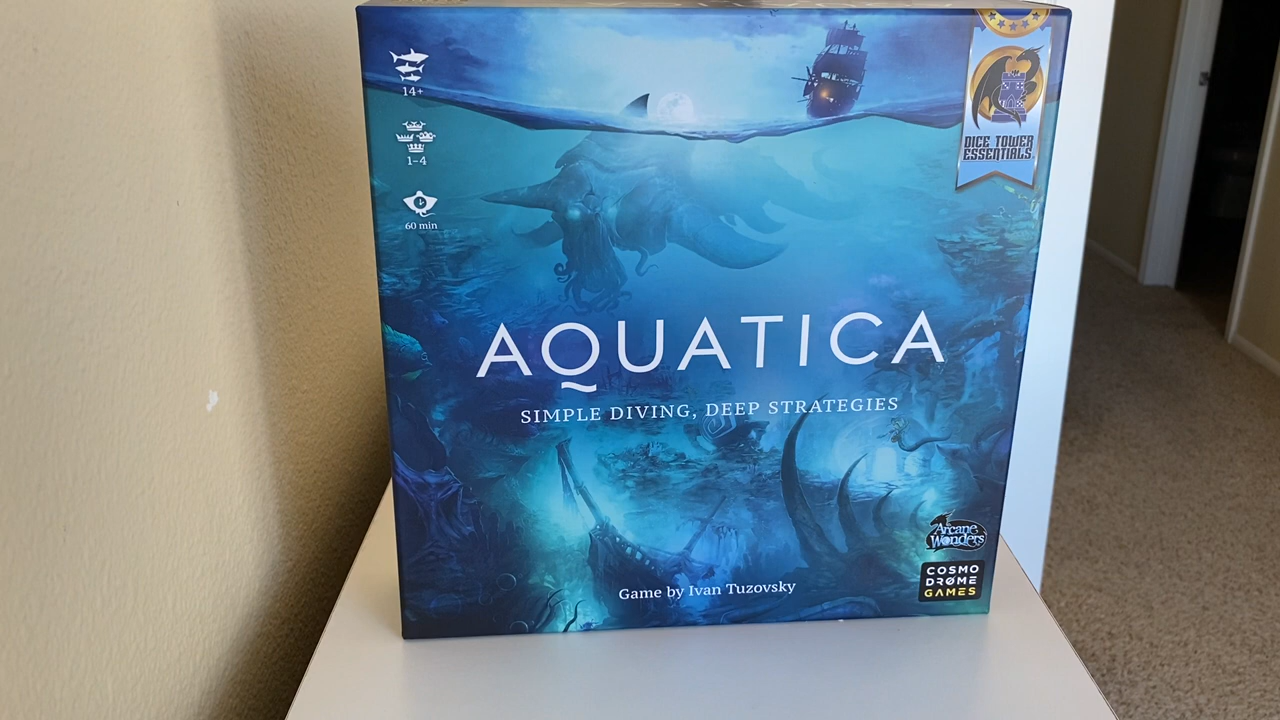 14+
1-4
60 min
DICE TOWER
ESSENTIALS
AQUATICA
SIMPLE DIVING, DEEP STRATEGIES
Game by Ivan Tuzovsky
Arcane
Wonders
COSMO
DRØME
GAMES